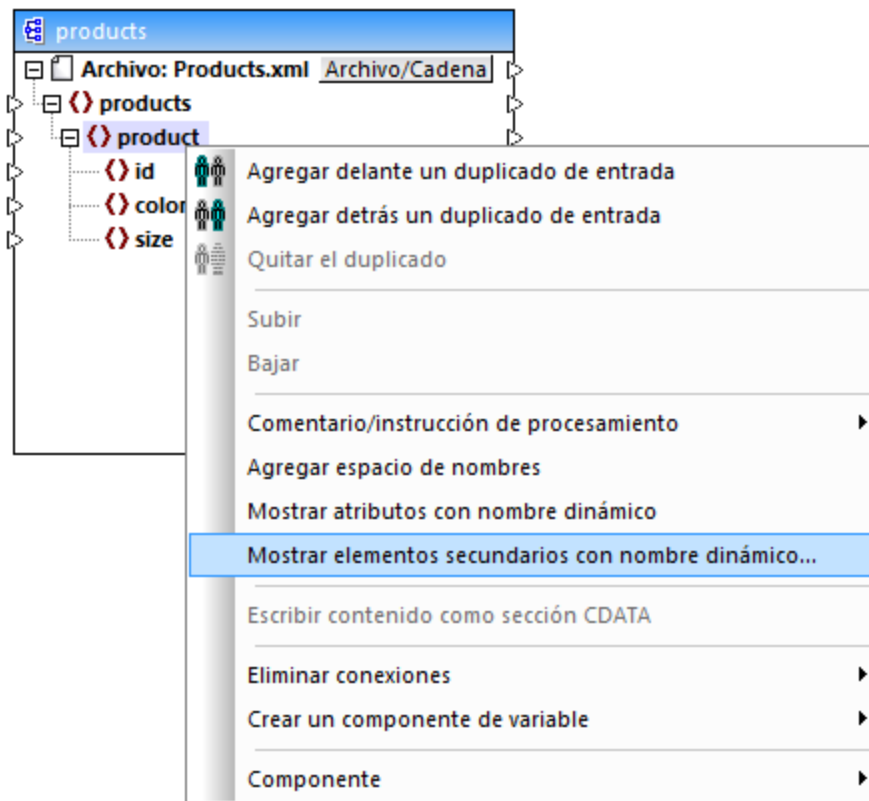 products
Archivo: Products.xml Archivo/Cadena
products
product
id
color
size
Agregar delante un duplicado de entrada
Agregar detrás un duplicado de entrada
Quitar el duplicado
Subir
Bajar
Comentario/instrucción de procesamiento
Agregar espacio de nombres
Mostrar atributos con nombre dinámico
Mostrar elementos secundarios con nombre dinámico...
Escribir contenido como sección CDATA
Eliminar conexiones
Crear un componente de variable
Componente